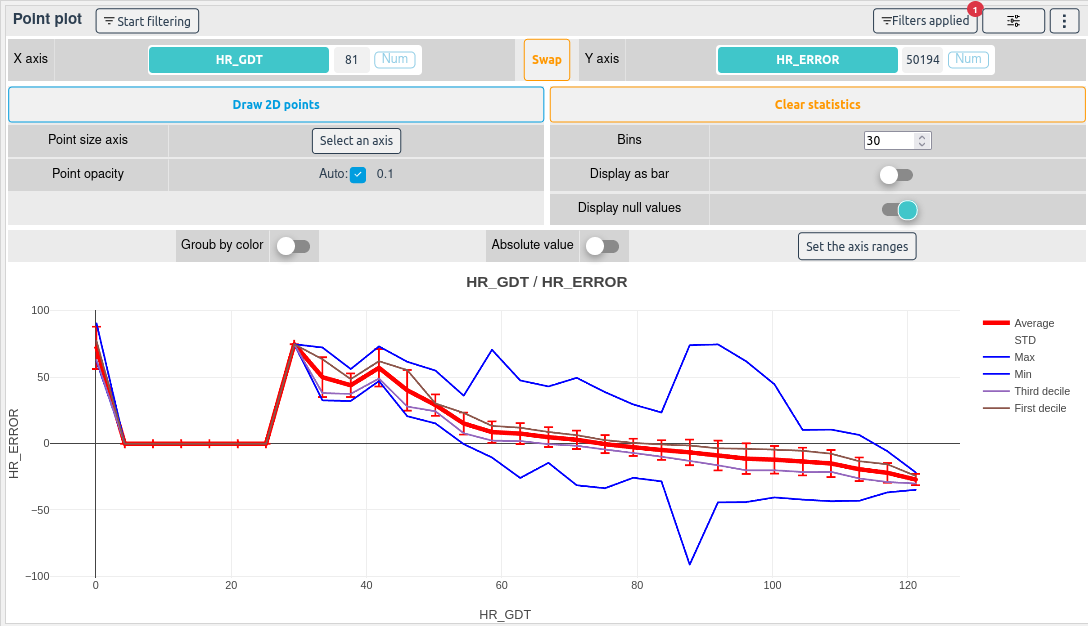 Point plot
Start filtering
Filters applied
1
X axis
HR_GDT
81
Num
Swap
Y axis
HR_ERROR
50194
Num
Draw 2D points
Clear statistics
Point size axis
Select an axis
Bins
30
Point opacity
Auto:
0.1
Display as bar
Display null values
Groub by color
Absolute value
Set the axis ranges
HR_GDT / HR_ERROR
100
50
0
−50
−100
HR_ERROR
0
20
40
60
80
100
120
HR_GDT
Average
STD
Max
Min
Third decile
First decile